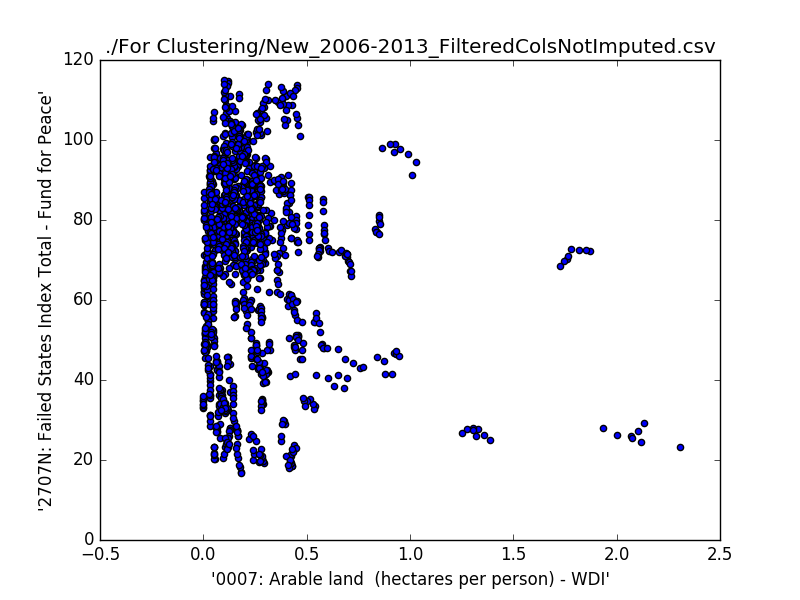 ./For Clustering/New_2006-2013_FilteredColsNotImputed.csv
120
100
80
60
40
20
0
'2707N: Failed States Index Total - Fund for Peace'
−0.5 0.0 0.5 1.0 1.5 2.0 2.5
'0007: Arable land  (hectares per person) - WDI'